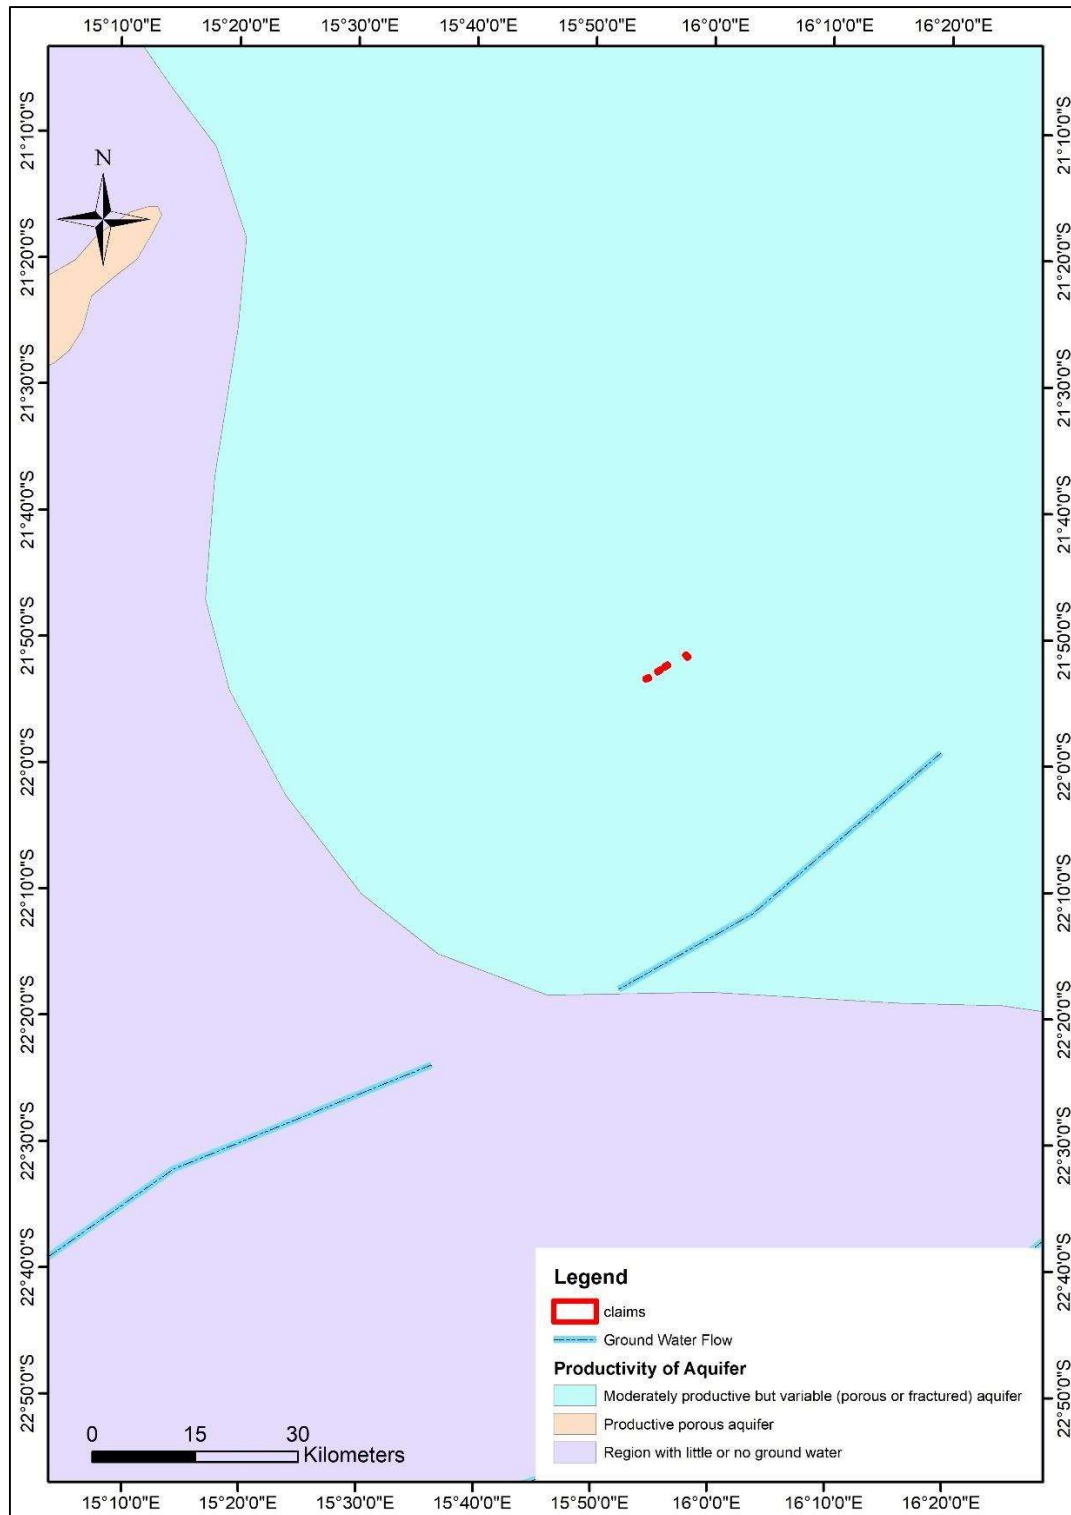 15°10'0"E 15°20'0"E 15°30'0"E 15°40'0"E 15°50'0"E 16°0'0"E 16°10'0"E 16°20'0"E
21°10'0"S 21°10'0"S
N
21°20'0"S 21°20'0"S
21°30'0"S 21°30'0"S
21°40'0"S 21°40'0"S
21°50'0"S 21°50'0"S
22°0'0"S 22°0'0"S
22°10'0"S 22°10'0"S
22°20'0"S 22°20'0"S
22°30'0"S 22°30'0"S
22°40'0"S 22°40'0"S
Legend
claims
Ground Water Flow
Productivity of Aquifer
Moderately productive but variable (porous or fractured) aquifer
22°50'0"S 22°50'0"S
Productive porous aquifer
Region with little or no ground water
0 15 30
Kilometers
15°10'0"E 15°20'0"E 15°30'0"E 15°40'0"E 15°50'0"E 16°0'0"E 16°10'0"E 16°20'0"E